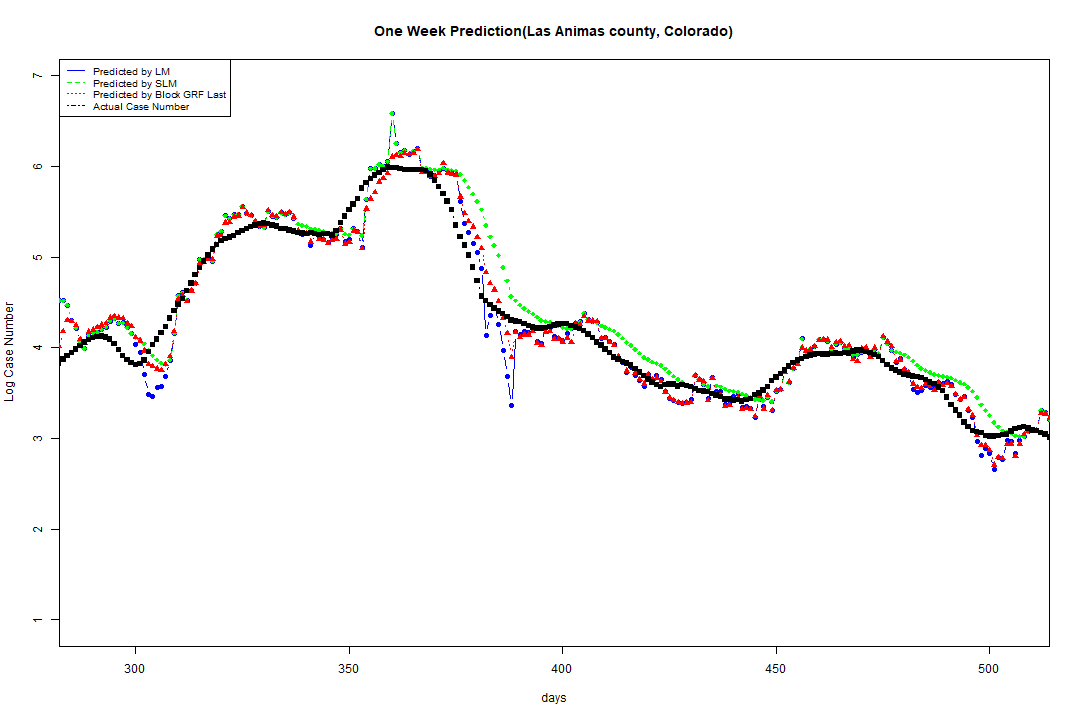 One Week Prediction(Las Animas county, Colorado)
Predicted by LM
Predicted by SLM
Predicted by Block GRF Last
Actual Case Number
Log Case Number
7
6
5
4
3
2
1
300 350 400 450 500
days